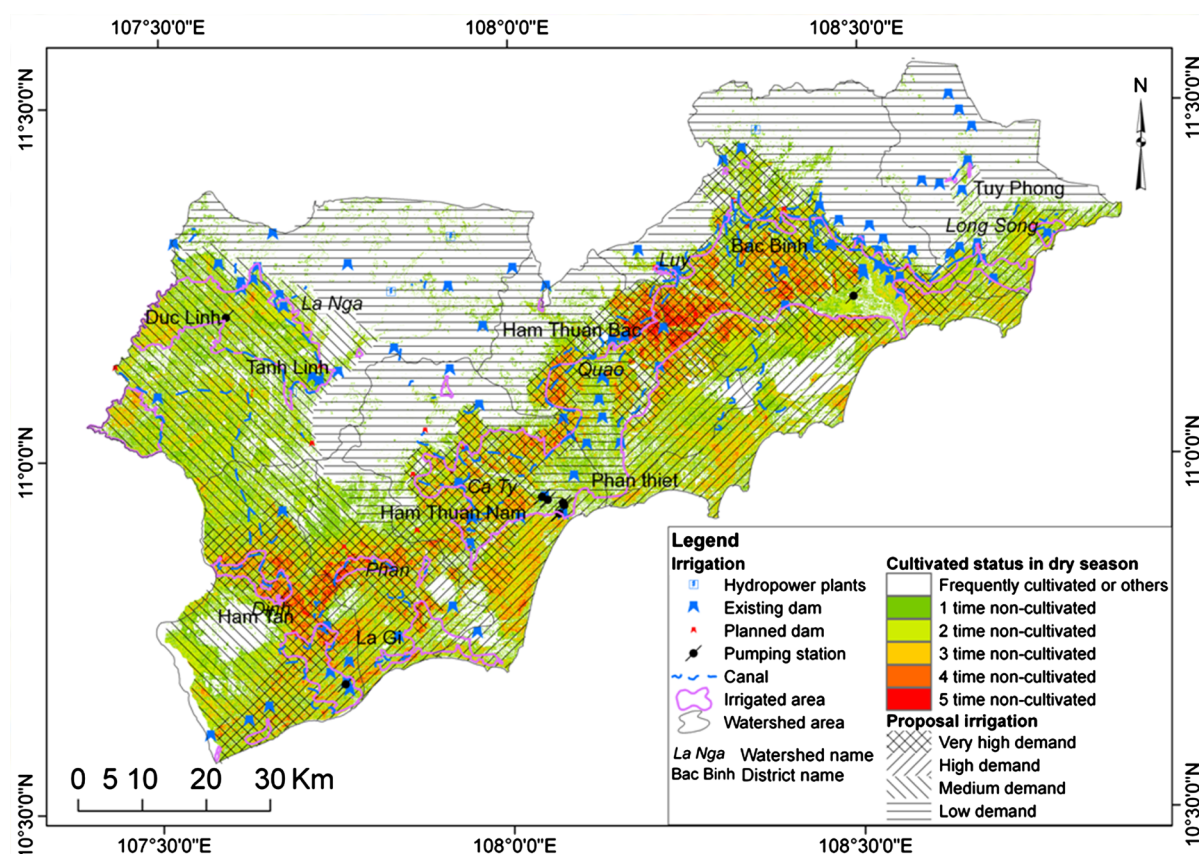 107°30'0"E 108°0'0"E 108°30'0"E
N
11°30'0"N 11°30'0"N
Tuy Phong
Long Song
Bac Binh
Luy
La Nga
Duc Linh
Ham Thuan Bac
Tanh Linh
Quao
11°0'0"N 11°0'0"N
Phan thiet
Ca Ty
Ham Thuan Nam
Phan
Dinh
Ham Tan
La Gi
Legend
Irrigation
Hydropower plants
Existing dam
Planned dam
Pumping station
Canal
Irrigated area
Watershed area
La Nga Watershed name
Bac Binh District name
Cultivated status in dry season
Frequently cultivated or others
1 time non-cultivated
2 time non-cultivated
3 time non-cultivated
4 time non-cultivated
5 time non-cultivated
Proposal irrigation
Very high demand
High demand
Medium demand
Low demand
0 5 10 20 30 Km
10°30'0"N 10°30'0"N
107°30'0"E 108°0'0"E 108°30'0"E